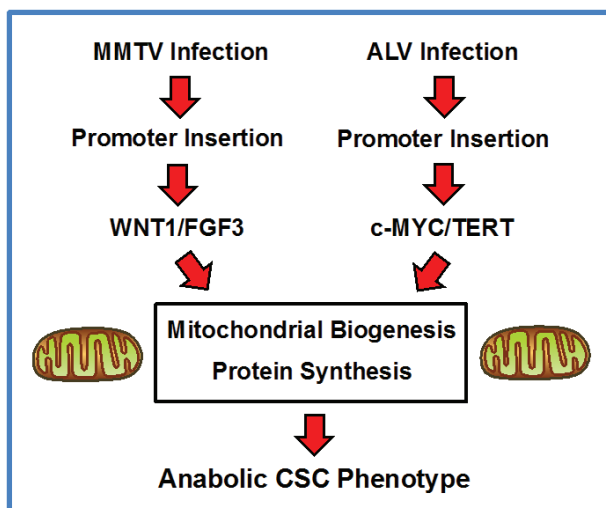 MMTV Infection
ALV Infection
Promoter Insertion
Promoter Insertion
WNT1/FGF3
c-MYC/TERT
Mitochondrial Biogenesis
Protein Synthesis
Anabolic CSC Phenotype